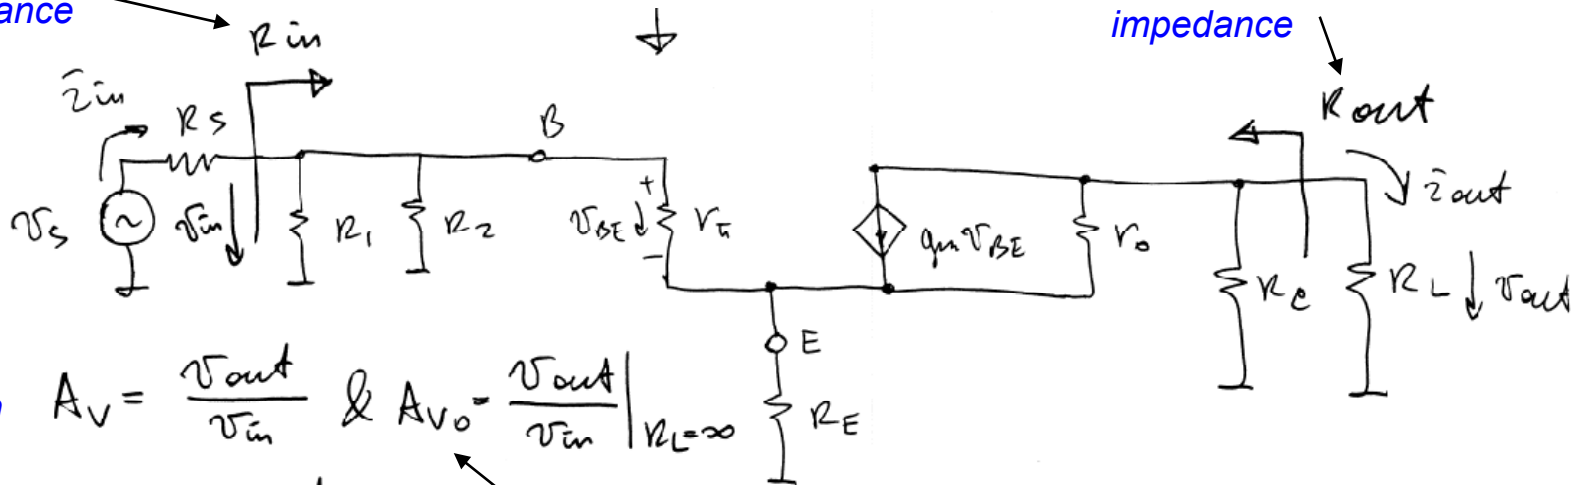 ance
impedance
Rin
Rout
iin
Rs
B
iout
vs
vin
R1
R2
+
vBE
−
rπ
gmvBE
ro
Rc
RL
vout
E
RE
Av = vout / vin & Avo = vout / vin | RL=∞